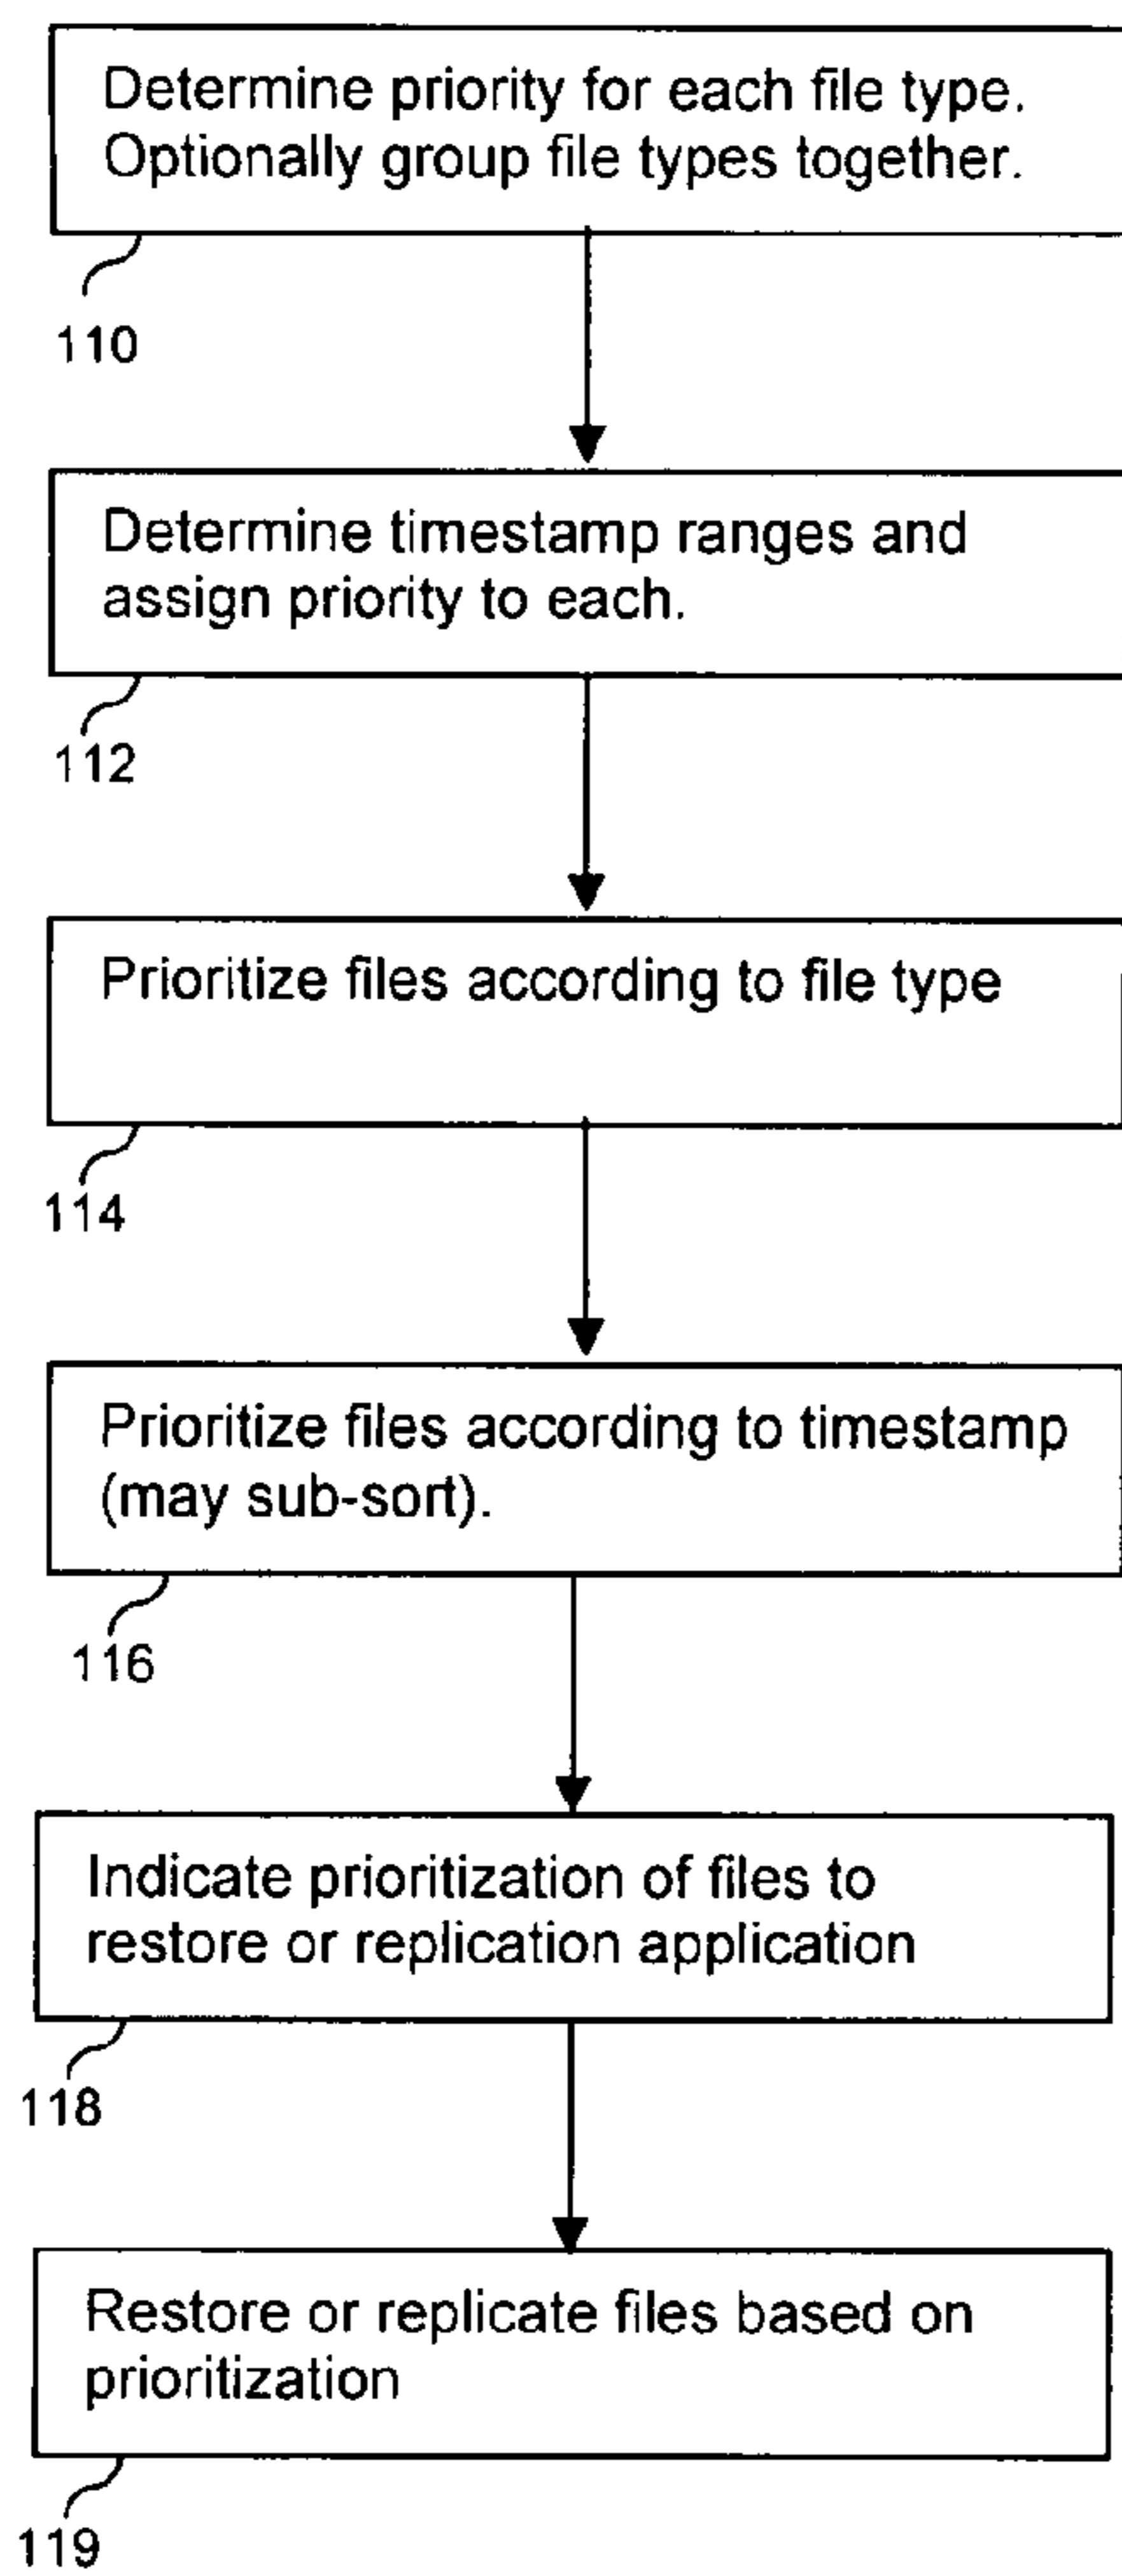 Determine priority for each file type.
Optionally group file types together.
110
Determine timestamp ranges and
assign priority to each.
112
Prioritize files according to file type
114
Prioritize files according to timestamp
(may sub-sort).
116
Indicate prioritization of files to
restore or replication application
118
Restore or replicate files based on
prioritization
119